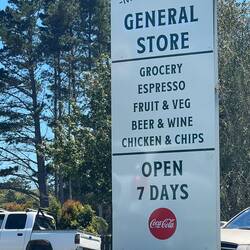 GENERAL
STORE
GROCERY
ESPRESSO
FRUIT & VEG
BEER & WINE
CHICKEN & CHIPS
OPEN
7 DAYS
Coca-Cola